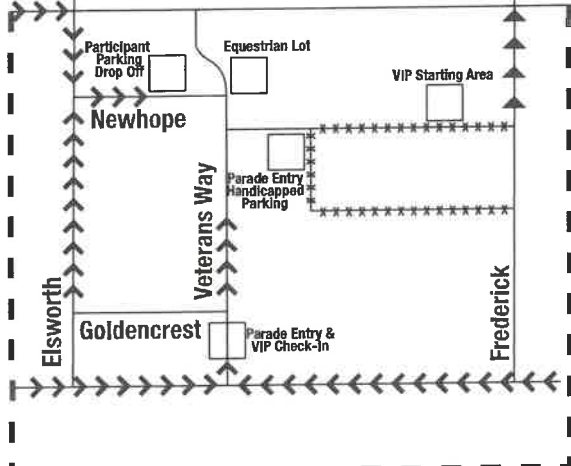 Participant
Parking
Drop Off
Equestrian Lot
VIP Starting Area
Newhope
Parade Entry
Handicapped
Parking
Veterans Way
Elsworth
Goldencrest
Parade Entry &
VIP Check-In
Frederick